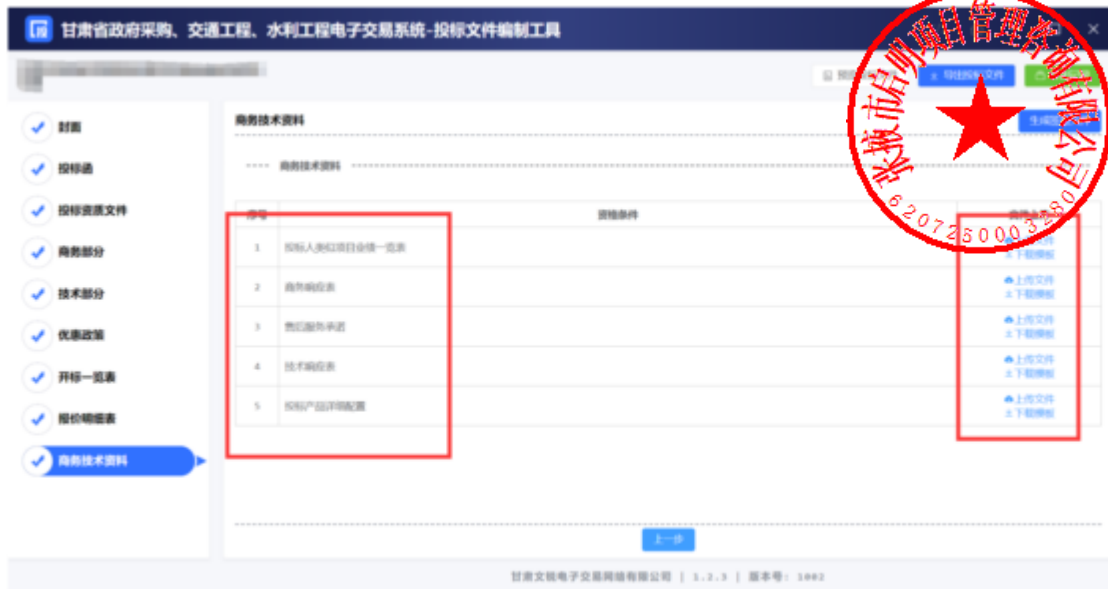 甘肃省政府采购、交通工程、水利工程电子交易系统-投标文件编制工具
导出投标文件
封面
投标函
投标资质文件
商务部分
技术部分
优惠政策
开标一览表
报价明细表
商务技术资料
商务技术资料
商务技术资料
序号 资格条件
1 投标人类似项目业绩一览表 上传文件
下载模板
2 商务响应表 上传文件
下载模板
3 售后服务承诺 上传文件
下载模板
4 技术响应表 上传文件
下载模板
5 投标产品详细配置 上传文件
下载模板
上一步
甘肃文锐电子交易网络有限公司 | 1.2.3 | 版本号: 1002
张掖市启明项目管理咨询有限公司
6207250003280